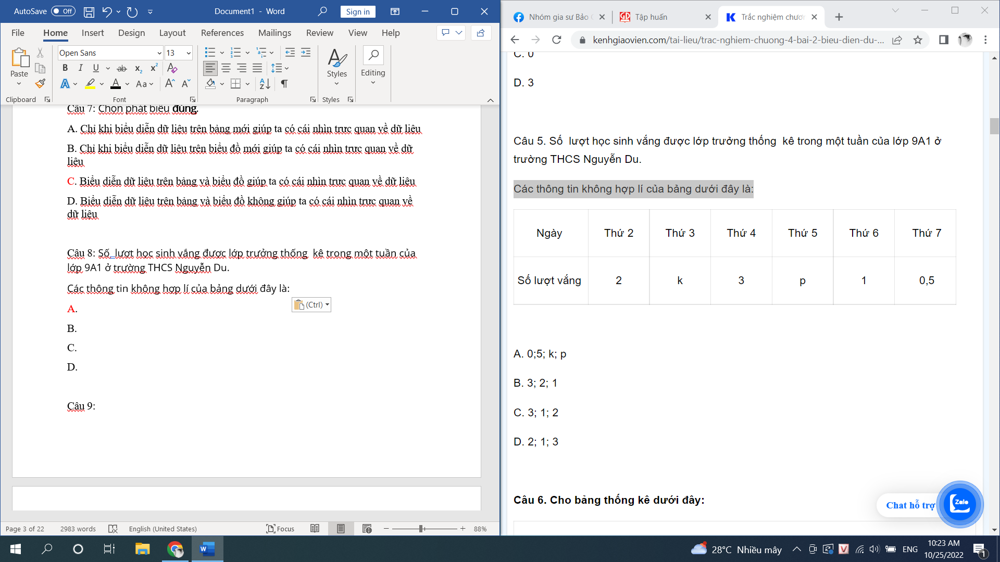 AutoSave Off Document1 - Word Sign in
File Home Insert Design Layout References Mailings Review View Help
Open Sans 13
Paste
Styles
Editing
Clipboard Font Paragraph Styles
Câu 7: Chọn phát biểu đúng.
A. Chỉ khi biểu diễn dữ liệu trên bảng mới giúp ta có cái nhìn trực quan về dữ liệu
B. Chỉ khi biểu diễn dữ liệu trên biểu đồ mới giúp ta có cái nhìn trực quan về dữ
liệu
C. Biểu diễn dữ liệu trên bảng và biểu đồ giúp ta có cái nhìn trực quan về dữ liệu
D. Biểu diễn dữ liệu trên bảng và biểu đồ không giúp ta có cái nhìn trực quan về
dữ liệu
Câu 8: Số lượt học sinh vắng được lớp trưởng thống kê trong một tuần của
lớp 9A1 ở trường THCS Nguyễn Du.
Các thông tin không hợp lí của bảng dưới đây là:
(Ctrl)
A.
B.
C.
D.
Câu 9:
Page 3 of 22 2983 words English (United States) Focus 88%
Nhóm gia sư Bảo Tập huấn Trắc nghiệm chươn
kenhgiaovien.com/tai-lieu/trac-nghiem-chuong-4-bai-2-bieu-dien-du-...
C. 0
D. 3
Câu 5. Số lượt học sinh vắng được lớp trưởng thống kê trong một tuần của lớp 9A1 ở
trường THCS Nguyễn Du.
Các thông tin không hợp lí của bảng dưới đây là:
Ngày Thứ 2 Thứ 3 Thứ 4 Thứ 5 Thứ 6 Thứ 7
Số lượt vắng 2 k 3 p 1 0,5
A. 0;5; k; p
B. 3; 2; 1
C. 3; 1; 2
D. 2; 1; 3
Câu 6. Cho bảng thống kê dưới đây:
Chat hỗ trợ
Zalo
28°C Nhiều mây ENG 10:23 AM
10/25/2022
1